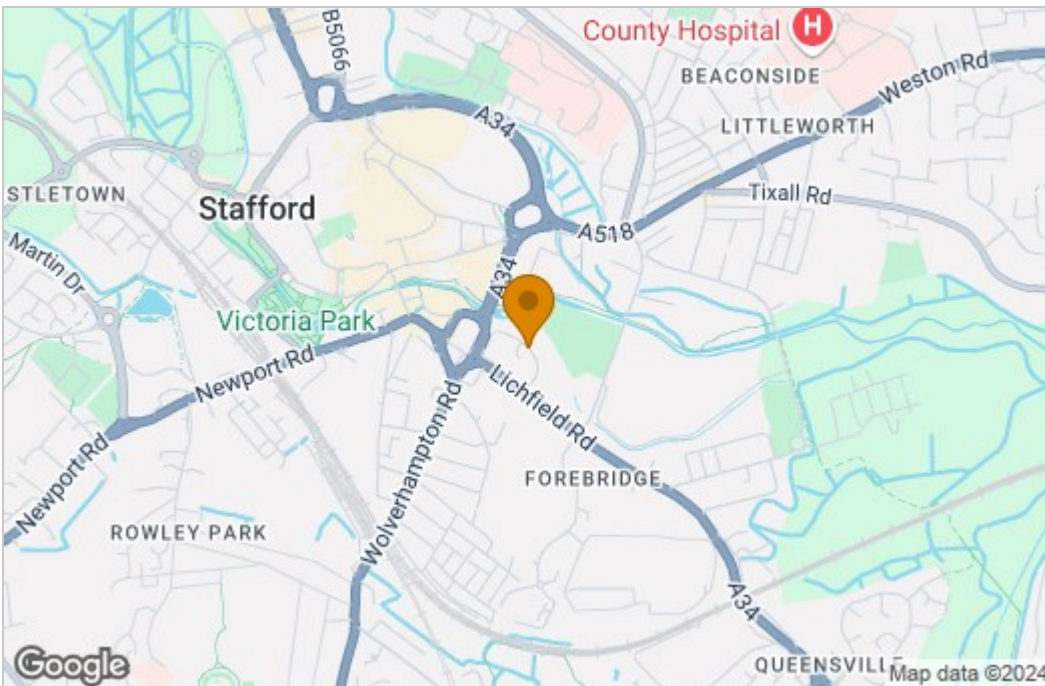 County Hospital
H
BEACONSIDE
B5066
Weston Rd
A34
LITTLEWORTH
STLETOWN
Stafford
Tixall Rd
A518
Martin Dr
A34
Victoria Park
Newport Rd
Lichfield Rd
Wolverhampton Rd
FOREBRIDGE
Newport Rd
ROWLEY PARK
A34
Google
QUEENSVILLE
Map data ©2024